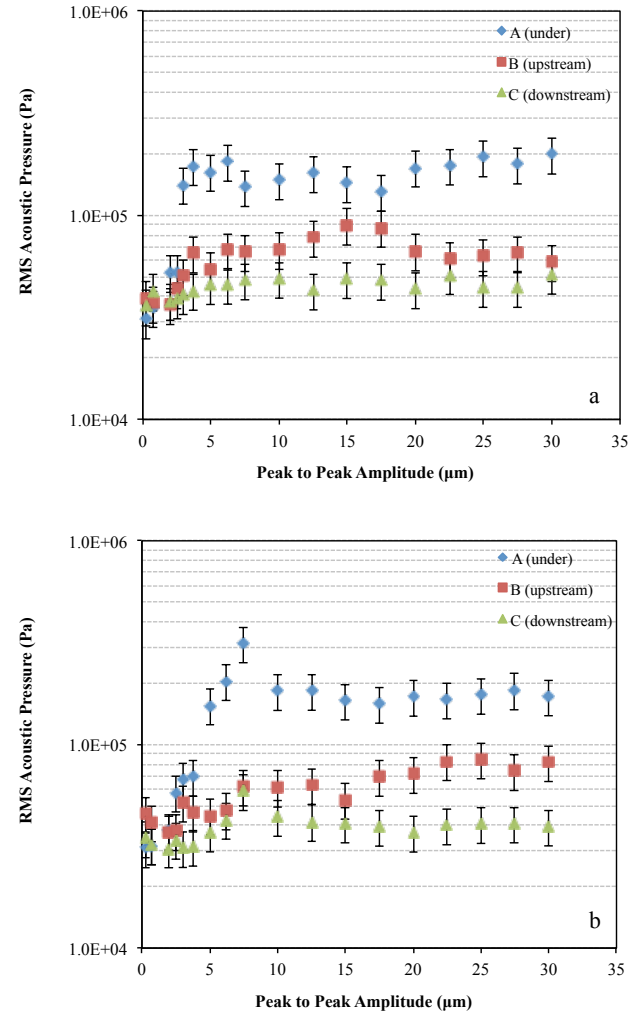 1.0E+06
A (under)
B (upstream)
C (downstream)
RMS Acoustic Pressure (Pa)
1.0E+05
1.0E+04
a
0 5 10 15 20 25 30 35
Peak to Peak Amplitude (μm)
1.0E+06
A (under)
B (upstream)
C (downstream)
RMS Acoustic Pressure (Pa)
1.0E+05
1.0E+04
b
0 5 10 15 20 25 30 35
Peak to Peak Amplitude (μm)